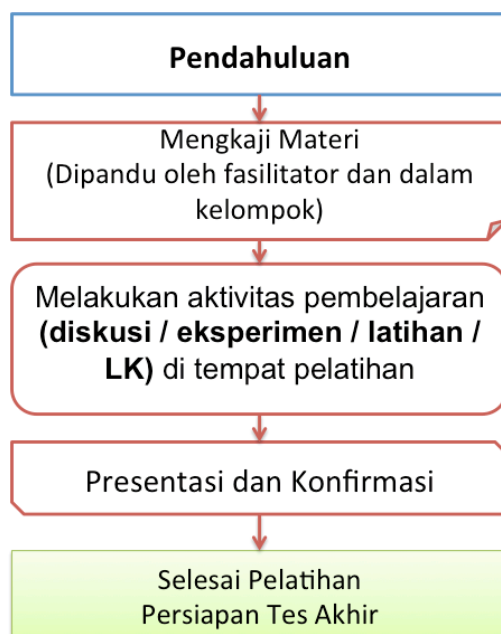 Pendahuluan
Mengkaji Materi
(Dipandu oleh fasilitator dan dalam
kelompok)
Melakukan aktivitas pembelajaran
(diskusi / eksperimen / latihan /
LK) di tempat pelatihan
Presentasi dan Konfirmasi
Selesai Pelatihan
Persiapan Tes Akhir